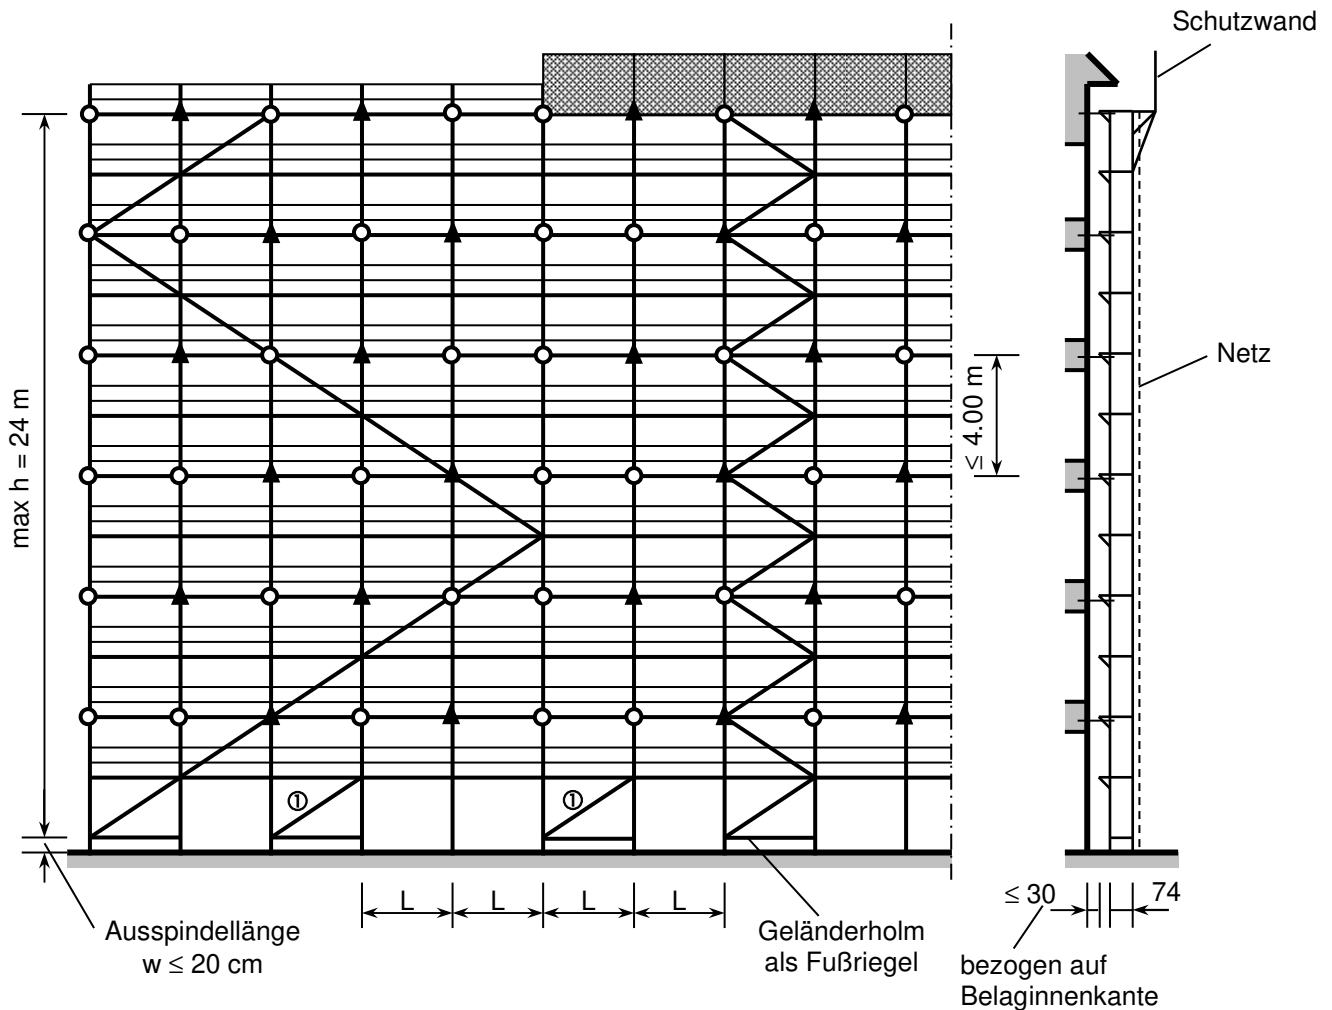 Schutzwand
max h = 24 m
≤ 4.00 m
Netz
①
①
L
L
L
L
≤ 30
74
Ausspindellänge
w ≤ 20 cm
Geländerholm
als Fußriegel
bezogen auf
Belaginnenkante